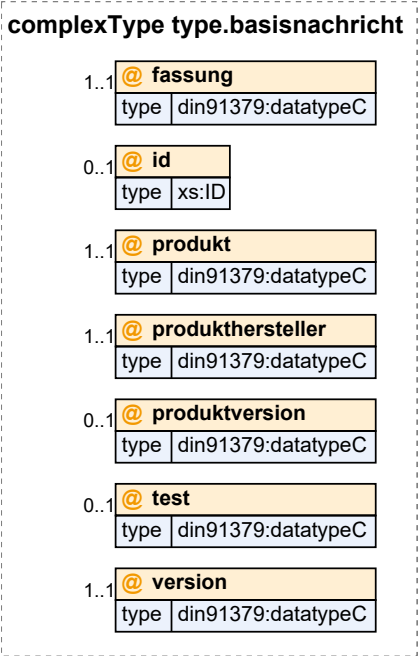 complexType type.basisnachricht
1..1 @ fassung
type din91379:datatypeC
0..1 @ id
type xs:ID
1..1 @ produkt
type din91379:datatypeC
1..1 @ produkthersteller
type din91379:datatypeC
0..1 @ produktversion
type din91379:datatypeC
0..1 @ test
type din91379:datatypeC
1..1 @ version
type din91379:datatypeC